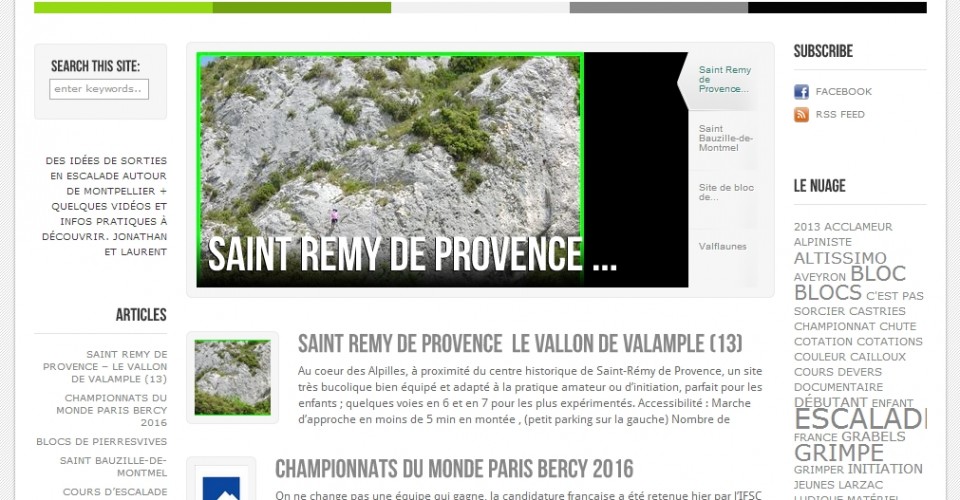 SEARCH THIS SITE:
enter keywords..
DES IDÉES DE SORTIES
EN ESCALADE AUTOUR
DE MONTPELLIER +
QUELQUES VIDÉOS ET
INFOS PRATIQUES À
DÉCOUVRIR. JONATHAN
ET LAURENT
ARTICLES
SAINT REMY DE
PROVENCE – LE VALLON
DE VALAMPLE (13)
CHAMPIONNATS DU
MONDE PARIS BERCY
2016
BLOCS DE PIERRESVIVES
SAINT BAUZILLE-DE-
MONTMEL
COURS D'ESCALADE
SAINT REMY DE PROVENCE ...
Saint Remy
de
Provence...
Saint
Bauzille-de-
Montmel
Site de bloc
de...
Valflaunes
SAINT REMY DE PROVENCE LE VALLON DE VALAMPLE (13)
Au coeur des Alpilles, à proximité du centre historique de Saint-Rémy de Provence, un site
très bucolique bien équipé et adapté à la pratique amateur ou d'initiation, parfait pour les
enfants ; quelques voies en 6 et en 7 pour les plus expérimentés. Accessibilité : Marche
d'approche en moins de 5 min en montée , (petit parking sur la gauche) Nombre de
CHAMPIONNATS DU MONDE PARIS BERCY 2016
On ne change pas une équipe qui gagne, la candidature française a été retenue hier par l'IFSC
SUBSCRIBE
FACEBOOK
RSS FEED
LE NUAGE
2013 ACCLAMEUR
ALPINISTE
ALTISSIMO
AVEYRON BLOC
BLOCS C'EST PAS
SORCIER CASTRIES
CHAMPIONNAT CHUTE
COTATION COTATIONS
COULEUR CAILLOUX
COURS DEVERS
DOCUMENTAIRE
DÉBUTANT ENFANT
ESCALADE
FRANCE GRABELS
GRIMPE
GRIMPER INITIATION
JEUNES LARZAC
LUDIQUE MATÉRIEL